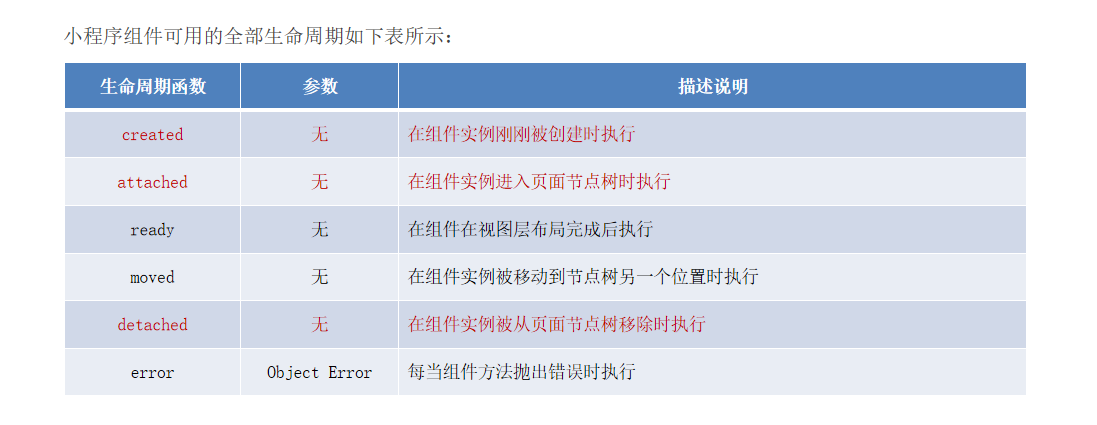 小程序组件可用的全部生命周期如下表所示：
生命周期函数 参数 描述说明
created 无 在组件实例刚刚被创建时执行
attached 无 在组件实例进入页面节点树时执行
ready 无 在组件在视图层布局完成后执行
moved 无 在组件实例被移动到节点树另一个位置时执行
detached 无 在组件实例被从页面节点树移除时执行
error Object Error 每当组件方法抛出错误时执行